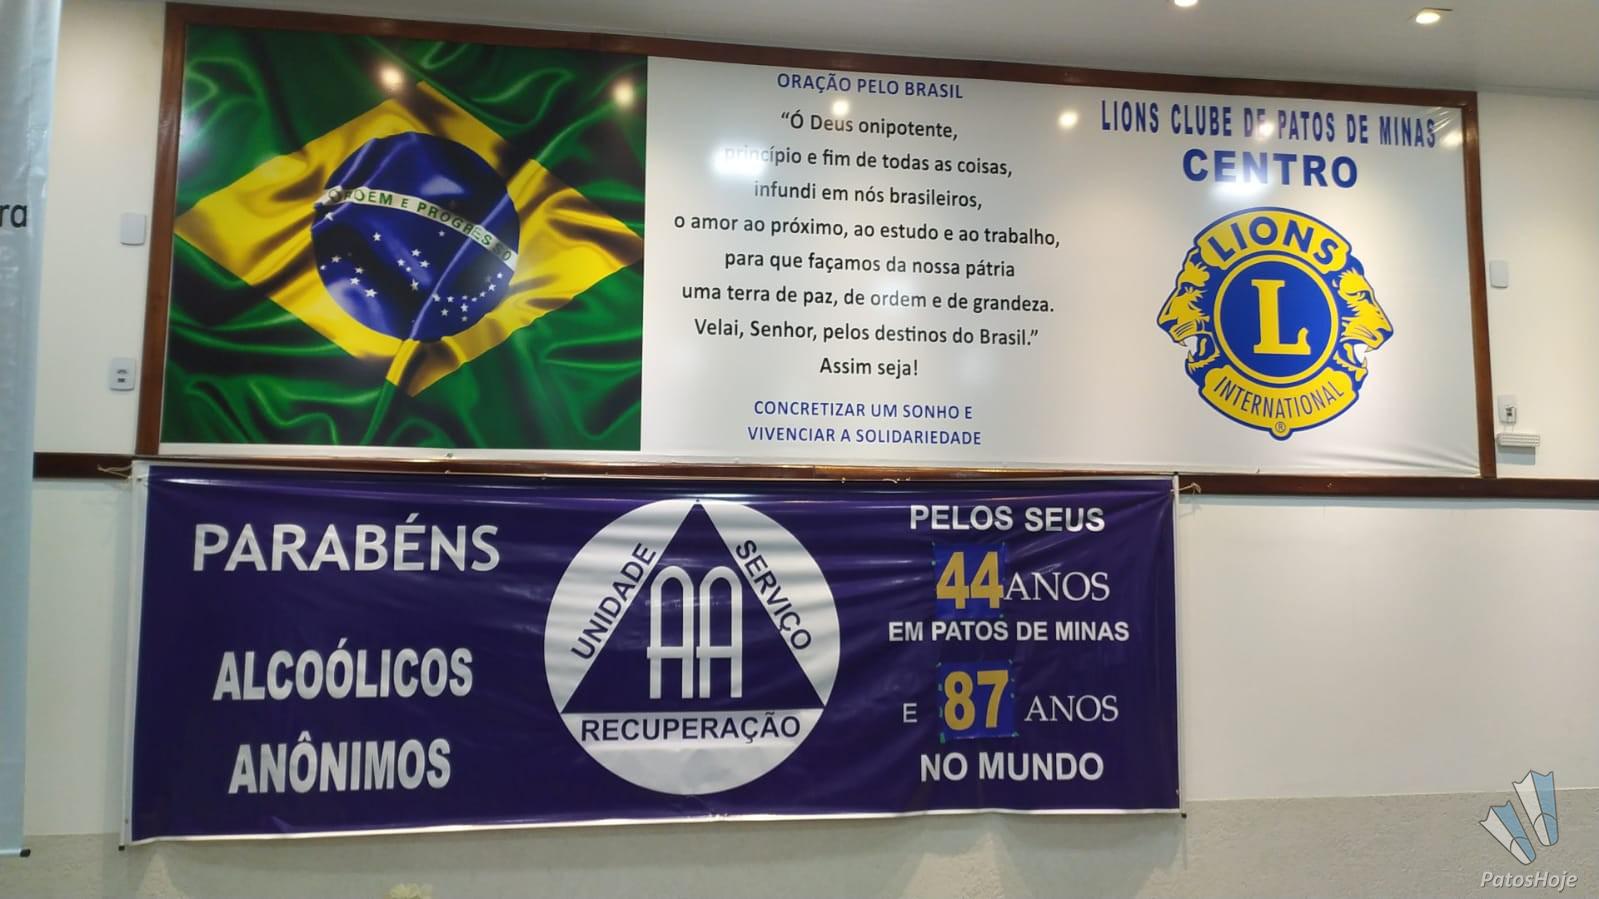 ra
ORDEM E PROGRESSO
ORAÇÃO PELO BRASIL
“Ó Deus onipotente,
princípio e fim de todas as coisas,
infundi em nós brasileiros,
o amor ao próximo, ao estudo e ao trabalho,
para que façamos da nossa pátria
uma terra de paz, de ordem e de grandeza.
Velai, Senhor, pelos destinos do Brasil.”
Assim seja!
CONCRETIZAR UM SONHO E
VIVENCIAR A SOLIDARIEDADE
LIONS CLUBE DE PATOS DE MINAS
CENTRO
LIONS
L
INTERNATIONAL
®
PARABÉNS
ALCOÓLICOS
ANÔNIMOS
UNIDADE
SERVIÇO
AA
RECUPERAÇÃO
PELOS SEUS
44 ANOS
EM PATOS DE MINAS
E 87 ANOS
NO MUNDO
PatosHoje